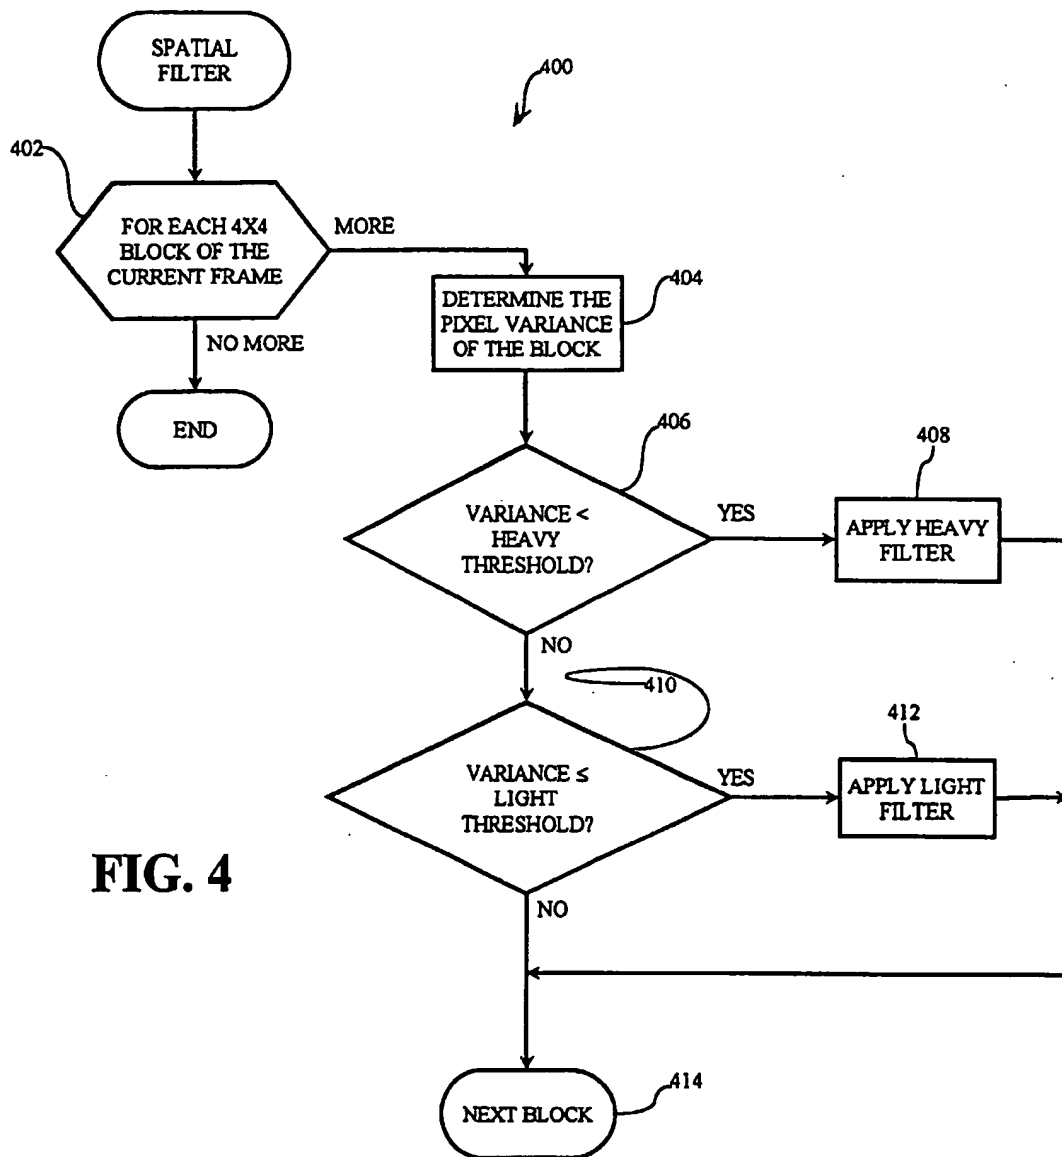 SPATIAL
FILTER
400
402
FOR EACH 4X4
BLOCK OF THE
CURRENT FRAME
MORE
404
DETERMINE THE
PIXEL VARIANCE
OF THE BLOCK
NO MORE
END
406
VARIANCE <
HEAVY
THRESHOLD?
YES
408
APPLY HEAVY
FILTER
NO
410
VARIANCE ≤
LIGHT
THRESHOLD?
YES
412
APPLY LIGHT
FILTER
FIG. 4
NO
NEXT BLOCK
414